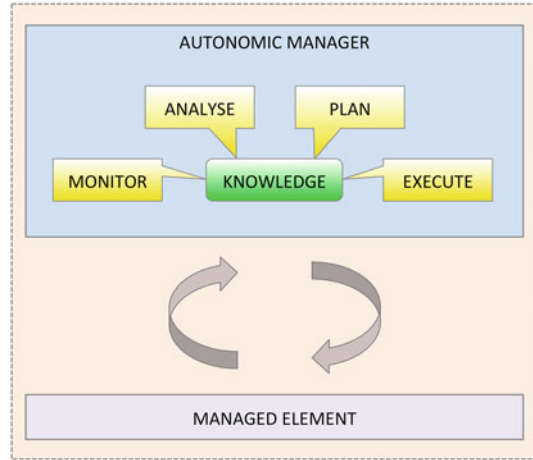 AUTONOMIC MANAGER
ANALYSE
PLAN
MONITOR
KNOWLEDGE
EXECUTE
MANAGED ELEMENT